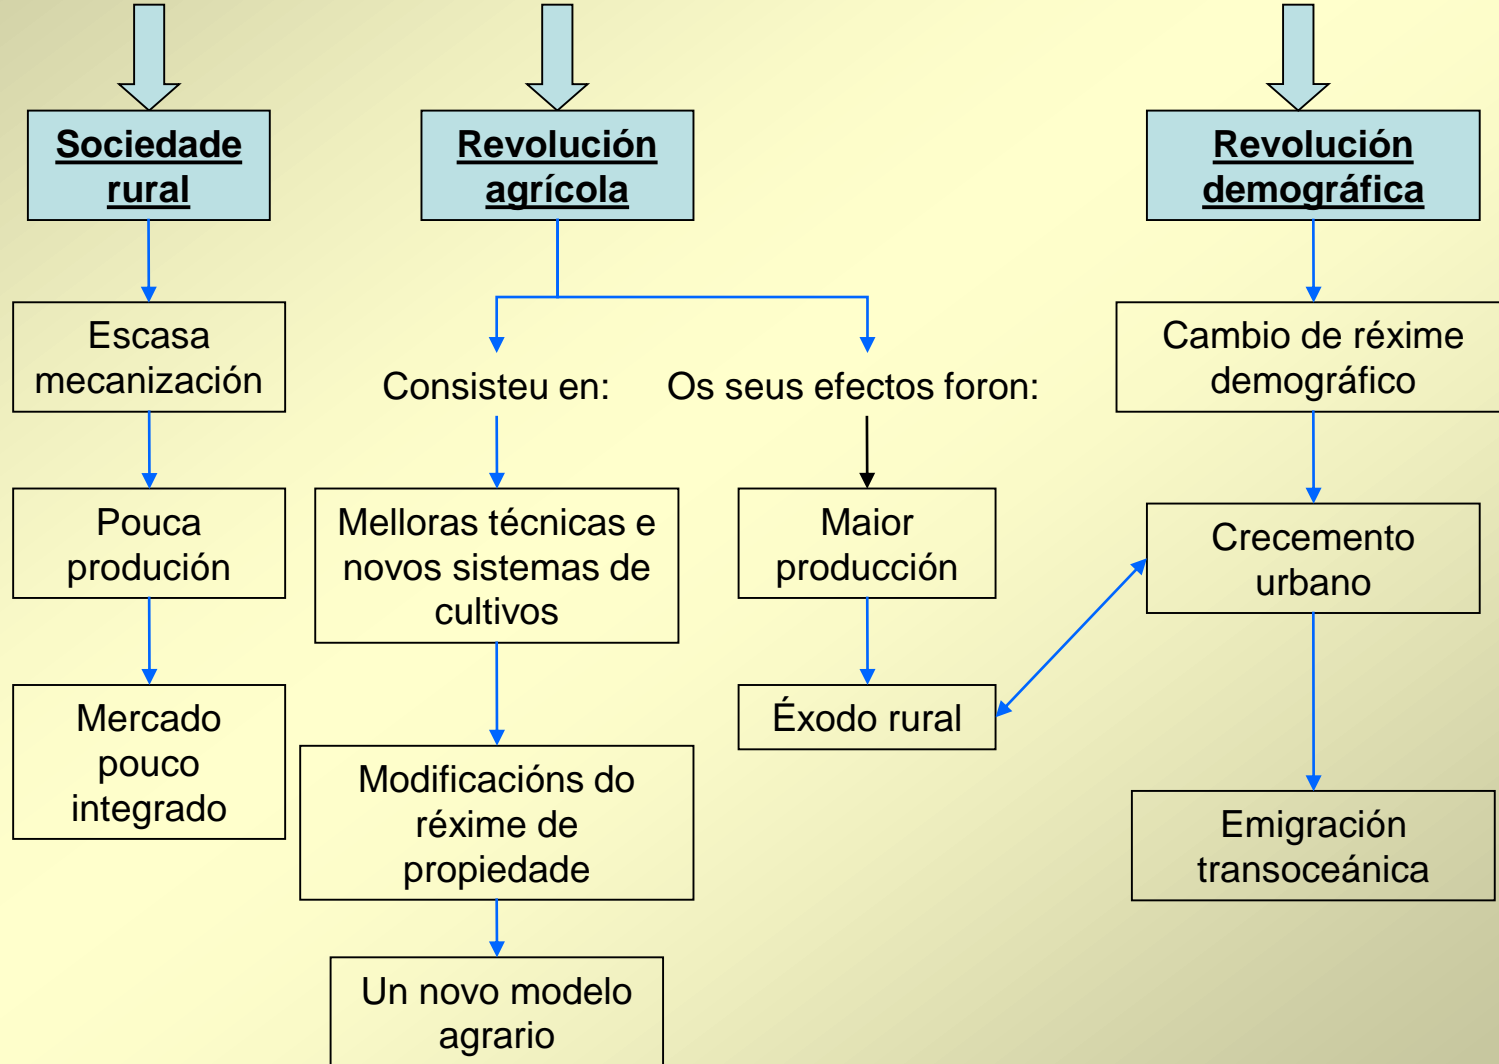 Sociedade
rural
Revolución
agrícola
Revolución
demográfica
Escasa
mecanización
Pouca
produción
Mercado
pouco
integrado
Consisteu en:
Melloras técnicas e
novos sistemas de
cultivos
Modificacións do
réxime de
propiedade
Un novo modelo
agrario
Os seus efectos foron:
Maior
producción
Éxodo rural
Cambio de réxime
demográfico
Crecemento
urbano
Emigración
transoceánica